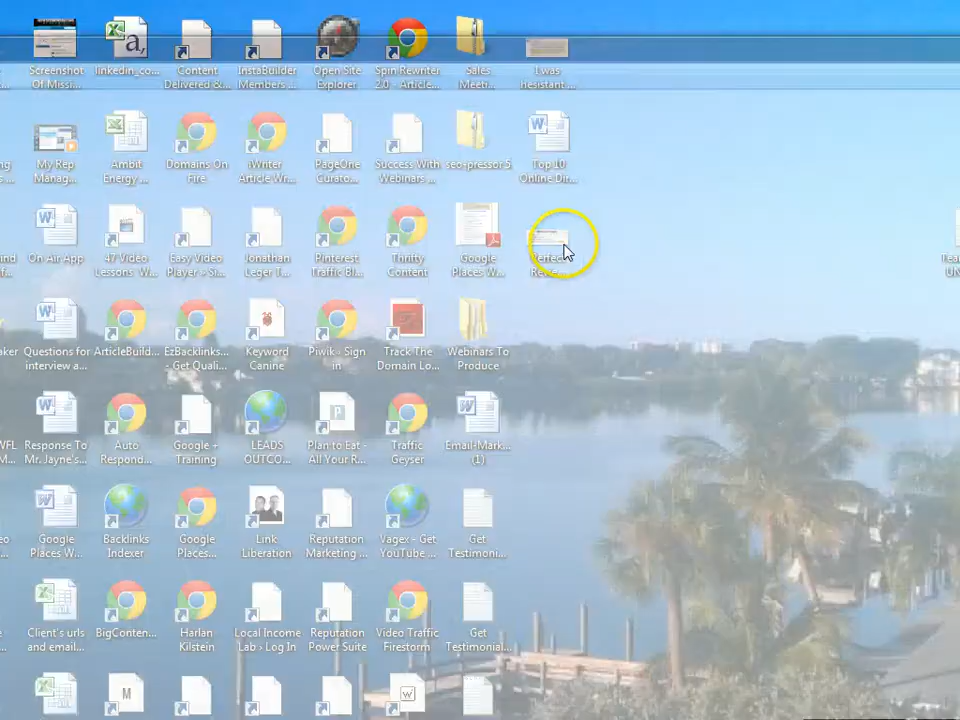 Screenshot
Of Missi...
linkedin_co...
Content
Delivered &...
InstaBuilder
Members ...
Open Site
Explorer
Spin Rewriter
2.0 - Article...
Sales
Meeti...
I was
hesistant...
My Rep
Manag...
Ambit
Energy ...
Domains On
Fire
iWriter
Article Wr...
PageOne
Curato...
Success With
Webinars ...
seo-pressor 5
Top 10
Online Dir...
On Air App
47 Video
Lessons. W...
Easy Video
Player » Si...
Jonathan
Leger T...
Pinterest
Traffic Bl...
Thrifty
Content
Google
Places W...
Perfect
Questions for
interview a...
ArticleBuild...
EzBacklinks...
- Get Quali...
Keyword
Canine
Piwik - Sign
in
Track The
Domain Lo...
Webinars To
Produce
Response To
Mr. Jayne's...
Auto
Respond...
Google +
Training
LEADS
OUTCO...
Plan to Eat -
All Your R...
Traffic
Geyser
Email-Mark...
(1)
Google
Places W...
Backlinks
Indexer
Google
Places...
Link
Liberation
Reputation
Marketing ...
Vagex - Get
YouTube ...
Get
Testimoni...
Client's urls
and email...
BigConten...
Harlan
Kilstein
Local Income
Lab › Log In
Reputation
Power Suite
Video Traffic
Firestorm
Get
Testimonial...